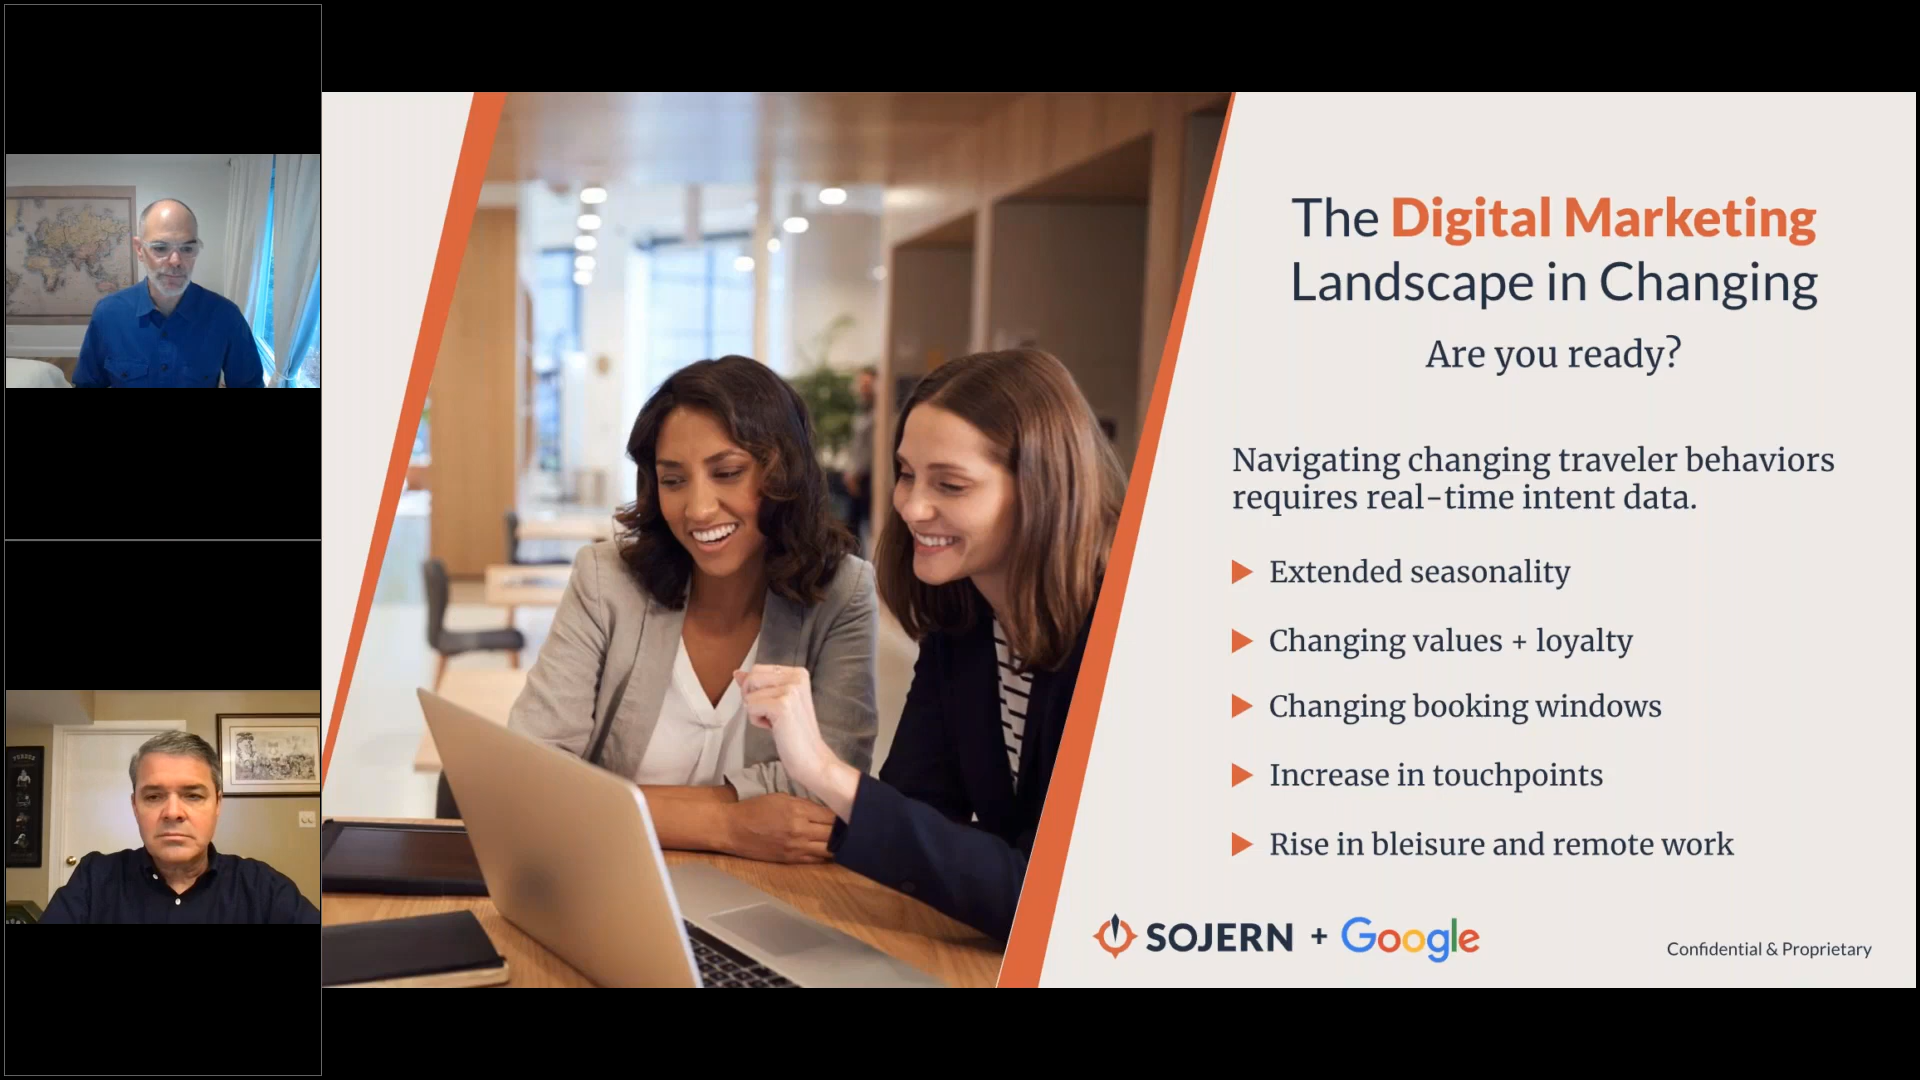 The Digital Marketing
Landscape in Changing
Are you ready?
Navigating changing traveler behaviors
requires real-time intent data.
Extended seasonality
Changing values + loyalty
Changing booking windows
Increase in touchpoints
Rise in bleisure and remote work
SOJERN + Google
Confidential & Proprietary
PURDUE